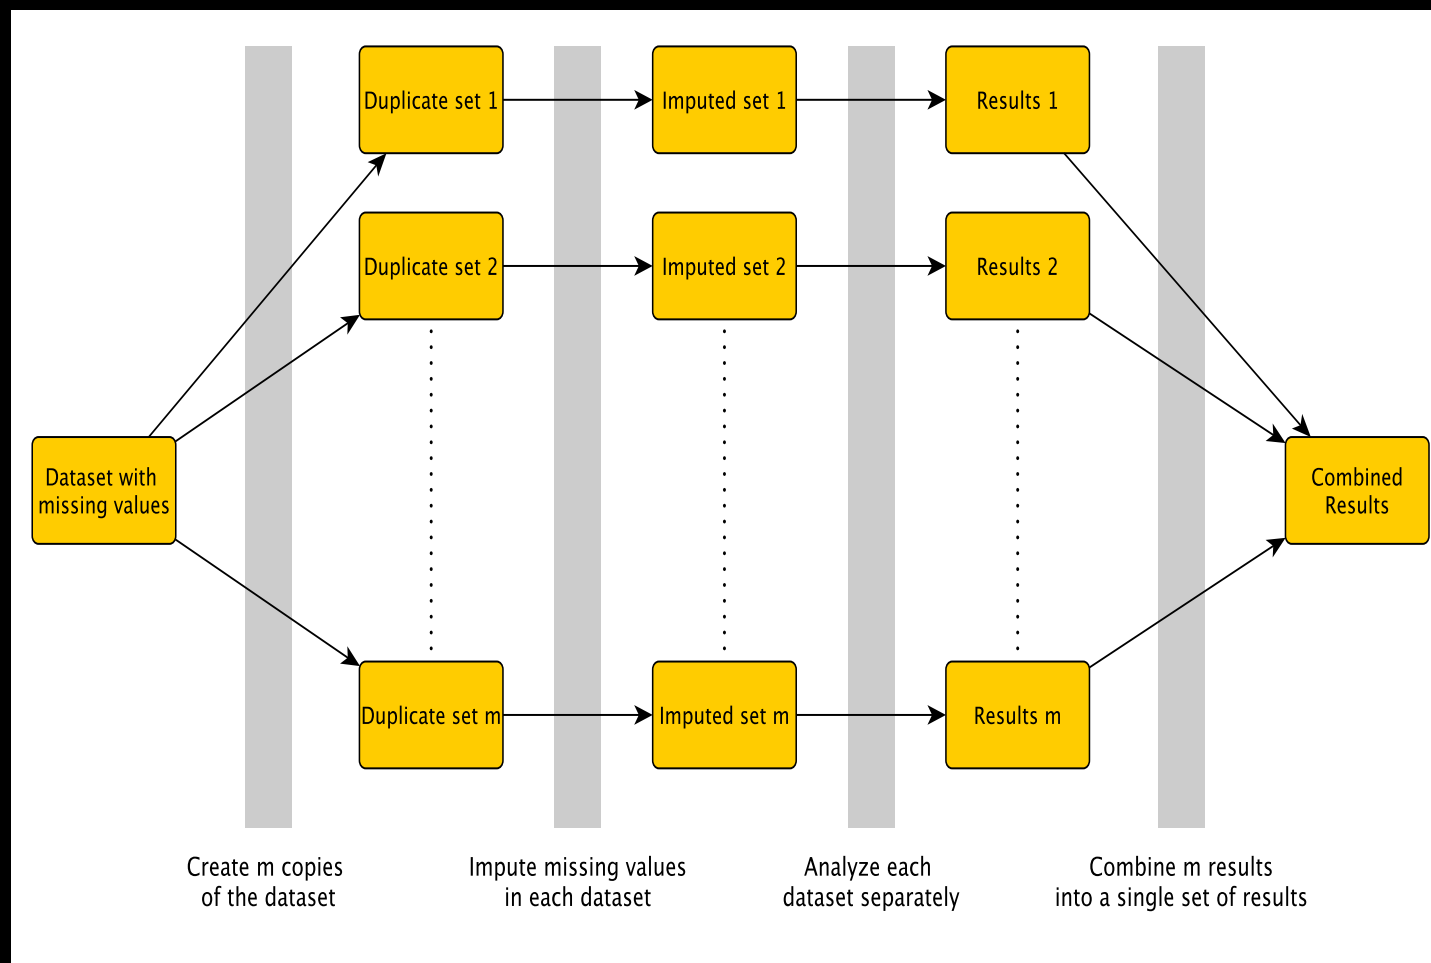 Duplicate set 1
Imputed set 1
Results 1
Duplicate set 2
Imputed set 2
Results 2
Dataset with
missing values
Combined
Results
Duplicate set m
Imputed set m
Results m
Create m copies
of the dataset
Impute missing values
in each dataset
Analyze each
dataset separately
Combine m results
into a single set of results